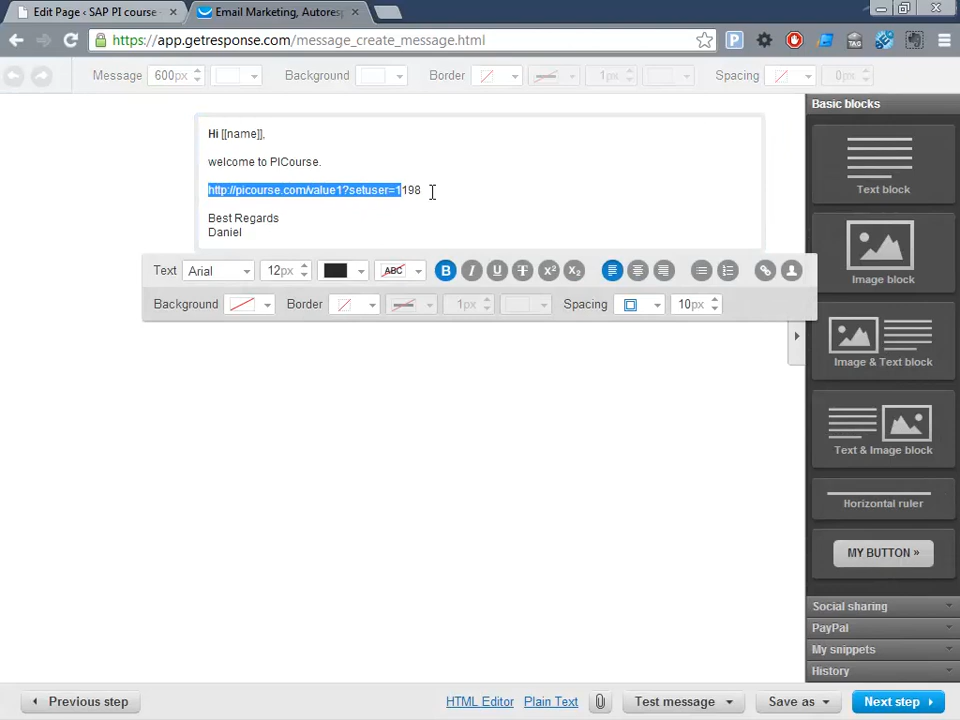 Edit Page ‹ SAP PI course
Email Marketing, Autoresp
https://app.getresponse.com/message_create_message.html
Message 600px Background Border 1px Spacing 0px
Basic blocks
Hi [[name]],
welcome to PICourse.
http://picourse.com/value1?setuser=1198
Best Regards
Daniel
Text Arial 12px ABC B I U T X² X₂
Background Border 1px Spacing 10px
Text block
Image block
Image & Text block
Text & Image block
Horizontal ruler
MY BUTTON »
Social sharing
PayPal
My snippets
History
Previous step HTML Editor Plain Text Test message Save as Next step